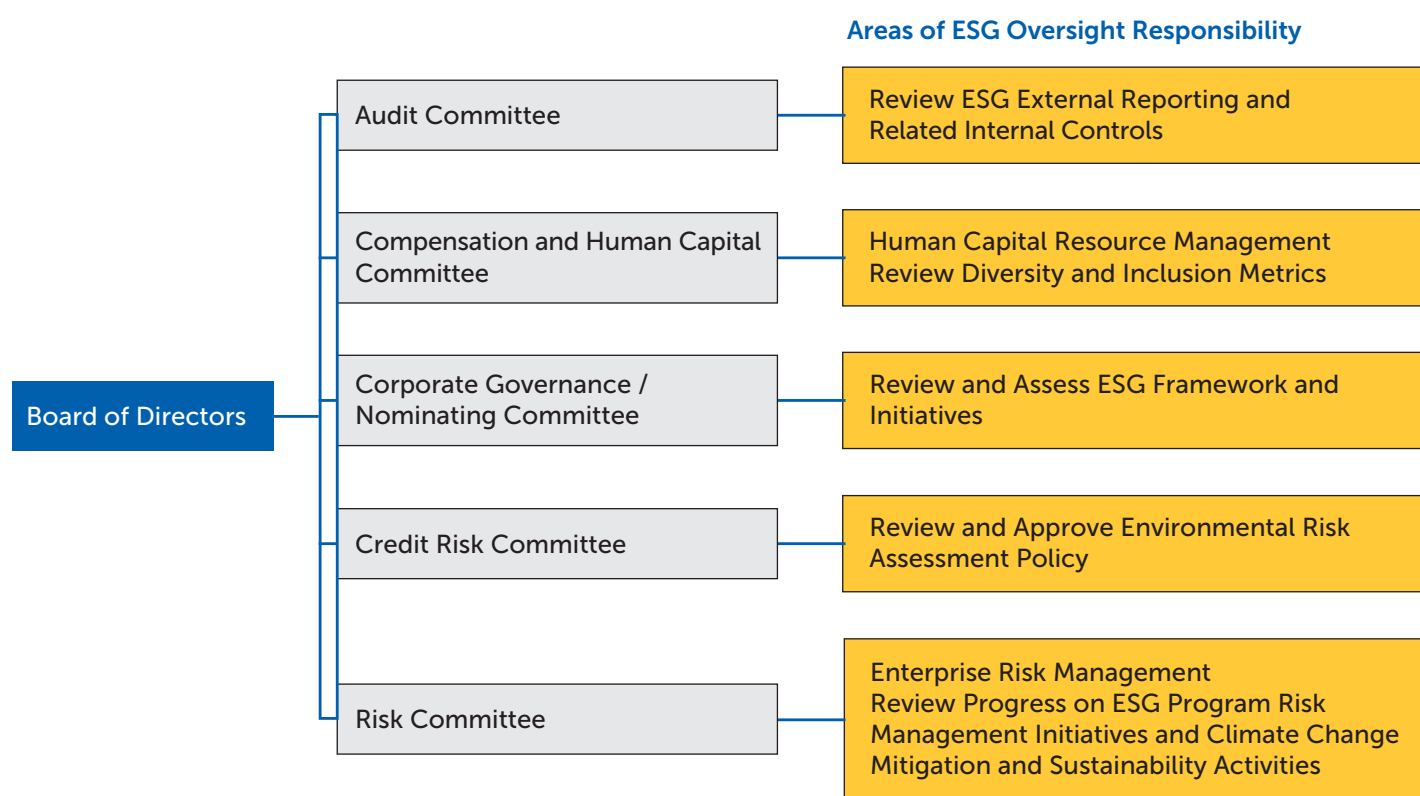 Areas of ESG Oversight Responsibility
Audit Committee
Review ESG External Reporting and
Related Internal Controls
Compensation and Human Capital
Committee
Human Capital Resource Management
Review Diversity and Inclusion Metrics
Board of Directors
Corporate Governance /
Nominating Committee
Review and Assess ESG Framework and
Initiatives
Credit Risk Committee
Review and Approve Environmental Risk
Assessment Policy
Risk Committee
Enterprise Risk Management
Review Progress on ESG Program Risk
Management Initiatives and Climate Change
Mitigation and Sustainability Activities